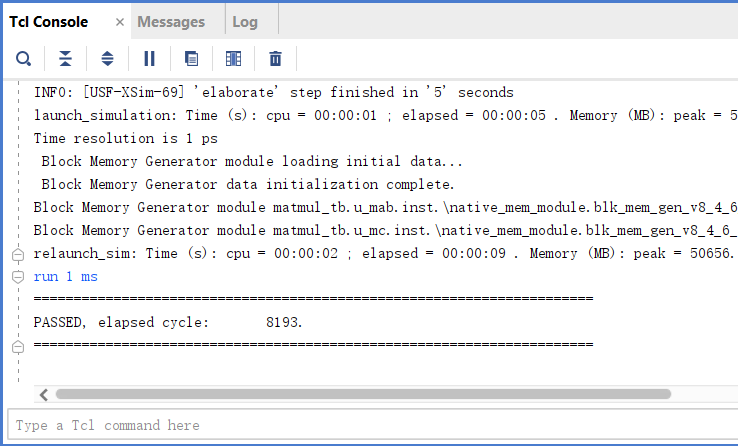 Tcl Console × Messages Log
INFO: [USF-XSim-69] 'elaborate' step finished in '5' seconds
launch_simulation: Time (s): cpu = 00:00:01 ; elapsed = 00:00:05 . Memory (MB): peak = 5
Time resolution is 1 ps
Block Memory Generator module loading initial data...
Block Memory Generator data initialization complete.
Block Memory Generator module matmul_tb.u_mab.inst.\native_mem_module.blk_mem_gen_v8_4_6
Block Memory Generator module matmul_tb.u_mc.inst.\native_mem_module.blk_mem_gen_v8_4_6_
relaunch_sim: Time (s): cpu = 00:00:02 ; elapsed = 00:00:09 . Memory (MB): peak = 50656.
run 1 ms
======================================================================
PASSED, elapsed cycle: 8193.
======================================================================
Type a Tcl command here